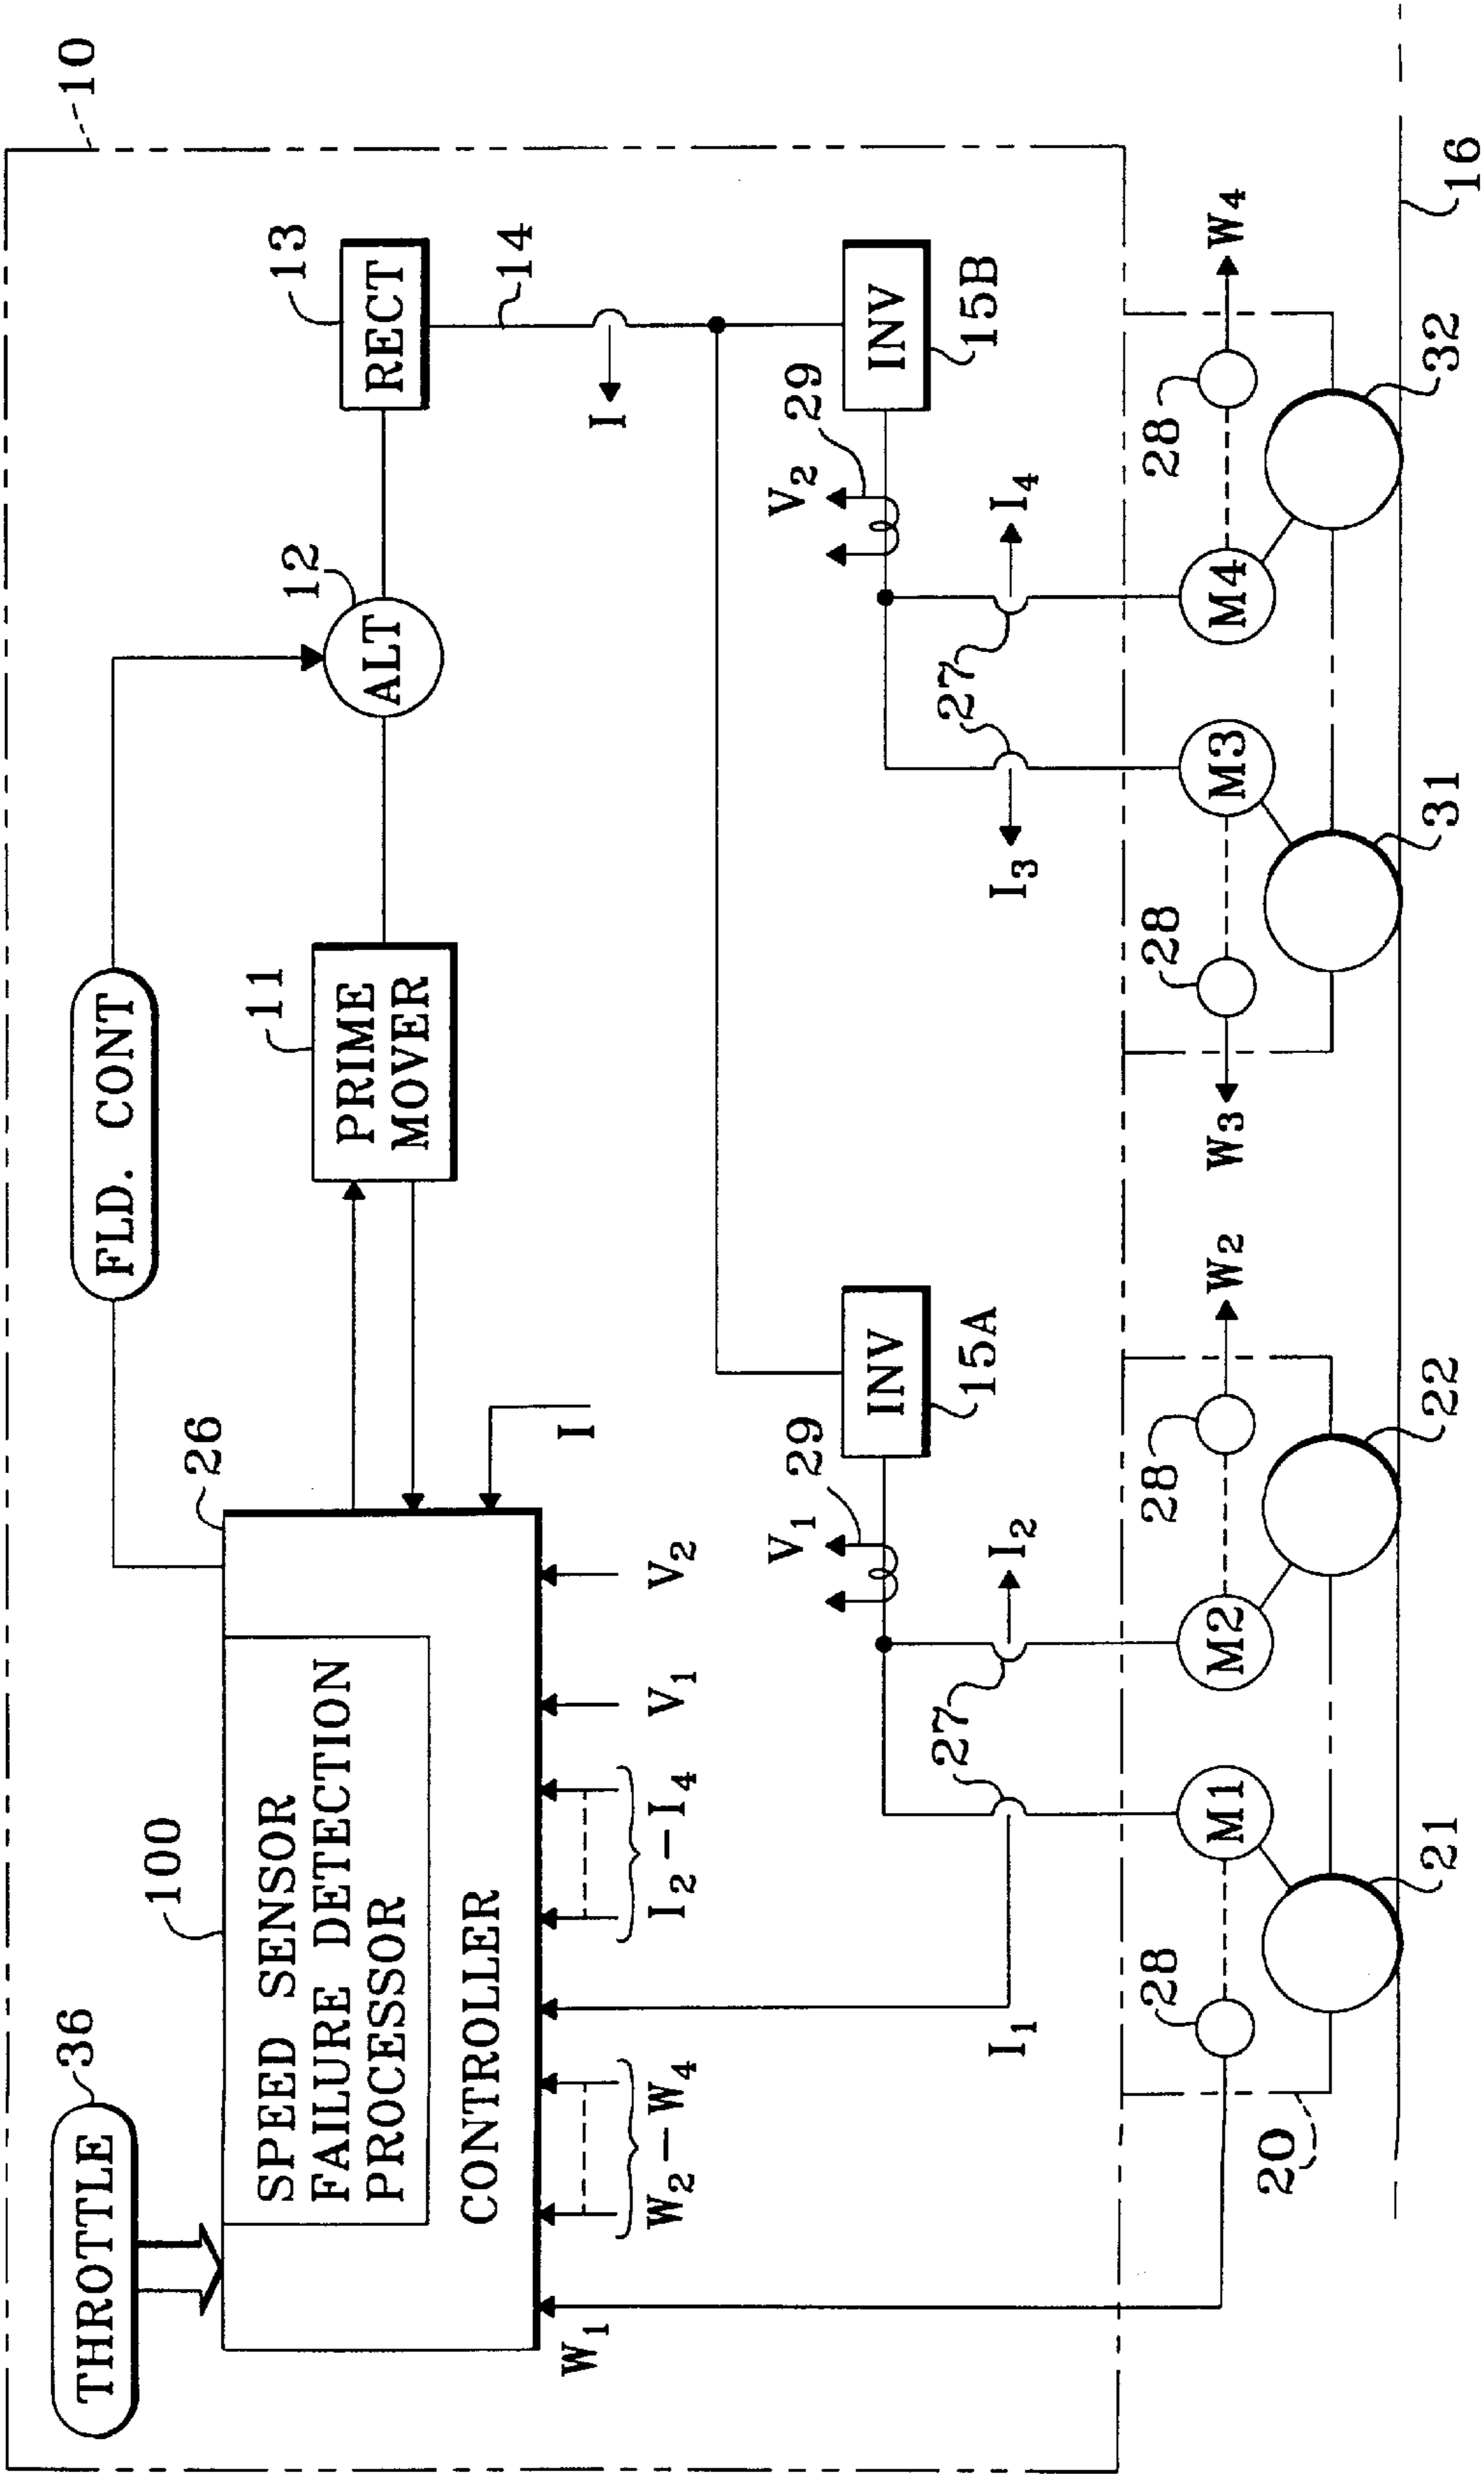 10
THROTTLE
36
FLD. CONT
100
26
SPEED SENSOR
FAILURE DETECTION
PROCESSOR
CONTROLLER
11
PRIME
MOVER
12
ALT
13
RECT
14
I
I
W₁
W₂–W₄
I₂–I₄
V₁
V₂
V₁
29
INV
15A
V₂
29
INV
15B
I₁
27
I₂
I₃
27
I₄
20
28
M1
M2
28
W₂
W₃
28
M3
M4
28
W₄
21
22
31
32
16